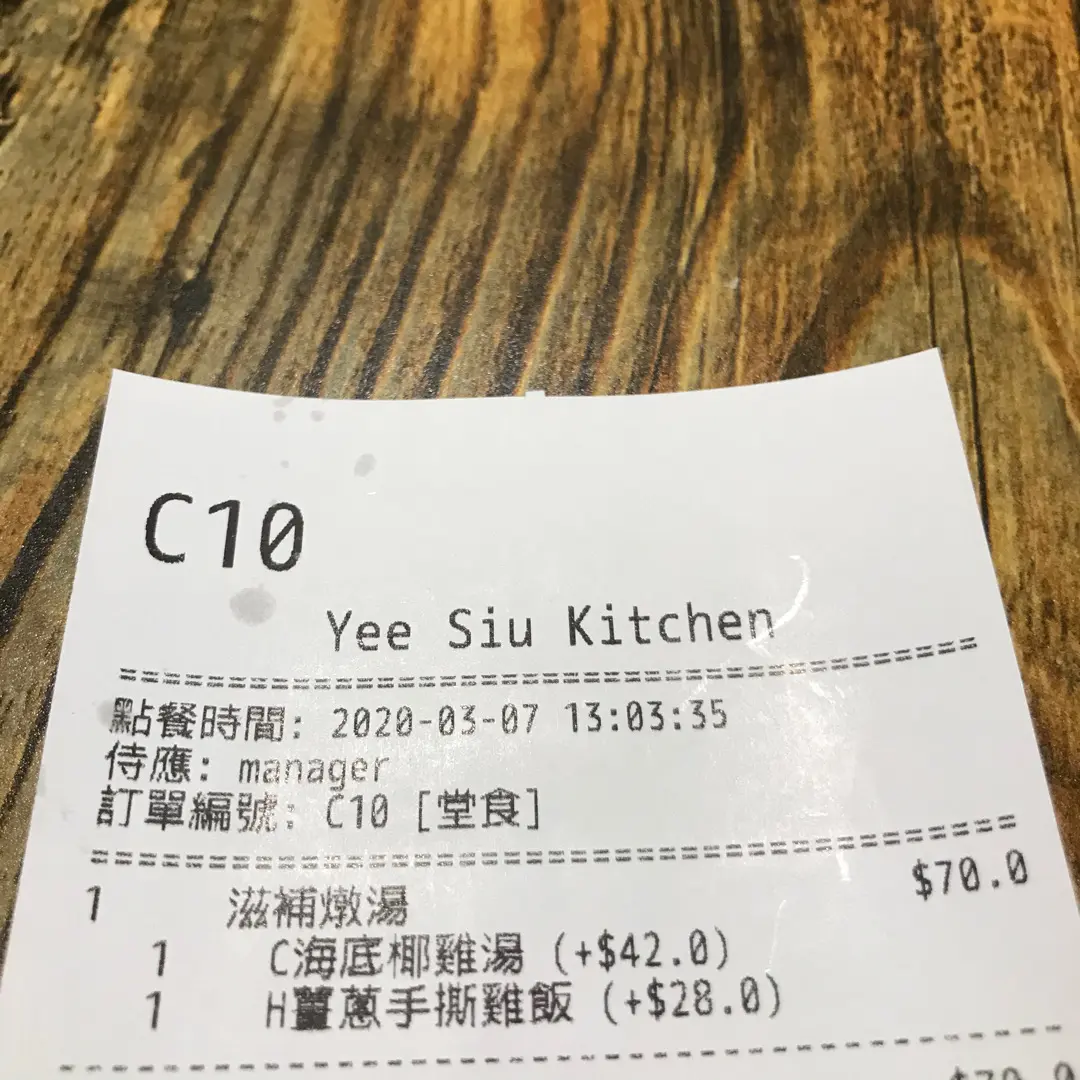 C10
Yee Siu Kitchen
點餐時間: 2020-03-07 13:03:35
侍應: manager
訂單編號: C10 [堂食]
1 滋補燉湯 $70.0
1 C海底椰雞湯 (+$42.0)
1 H薑蔥手撕雞飯 (+$28.0)